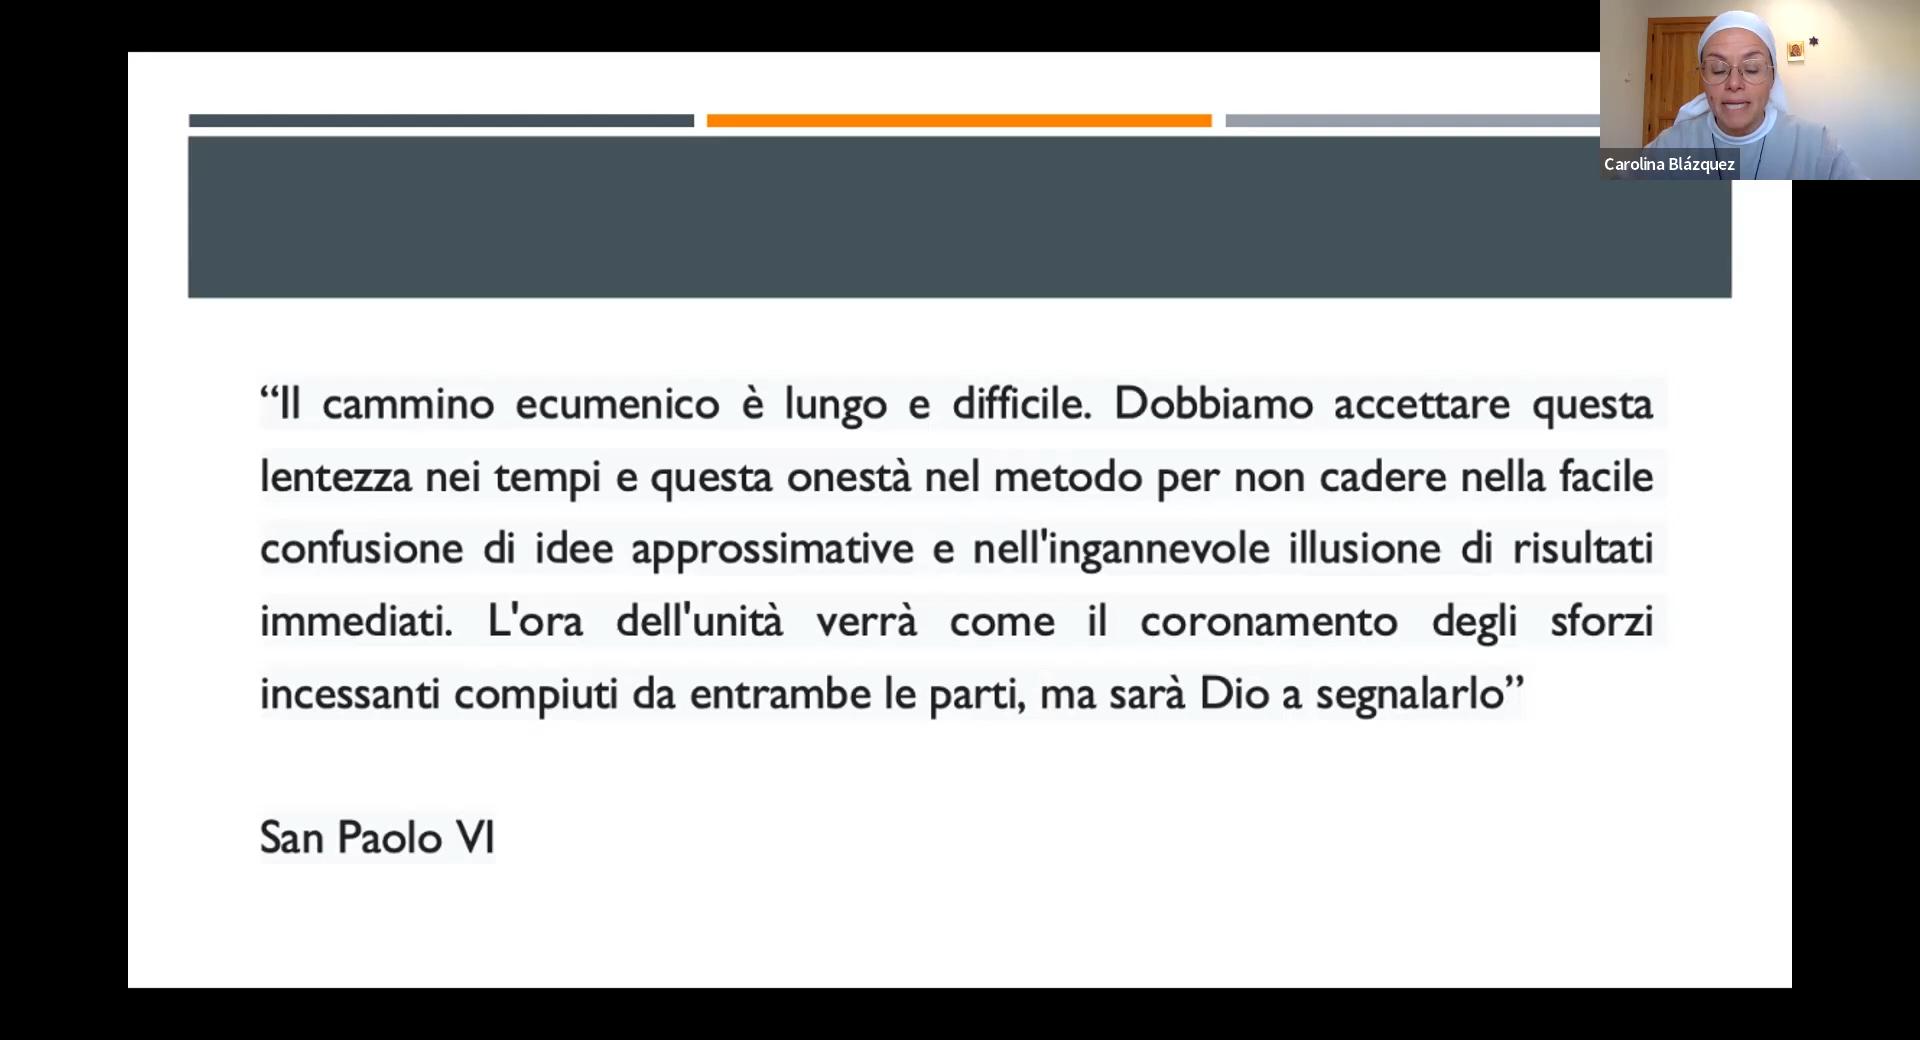 Carolina Blázquez
“Il cammino ecumenico è lungo e difficile. Dobbiamo accettare questa
lentezza nei tempi e questa onestà nel metodo per non cadere nella facile
confusione di idee approssimative e nell'ingannevole illusione di risultati
immediati. L'ora dell'unità verrà come il coronamento degli sforzi
incessanti compiuti da entrambe le parti, ma sarà Dio a segnalarlo”
San Paolo VI